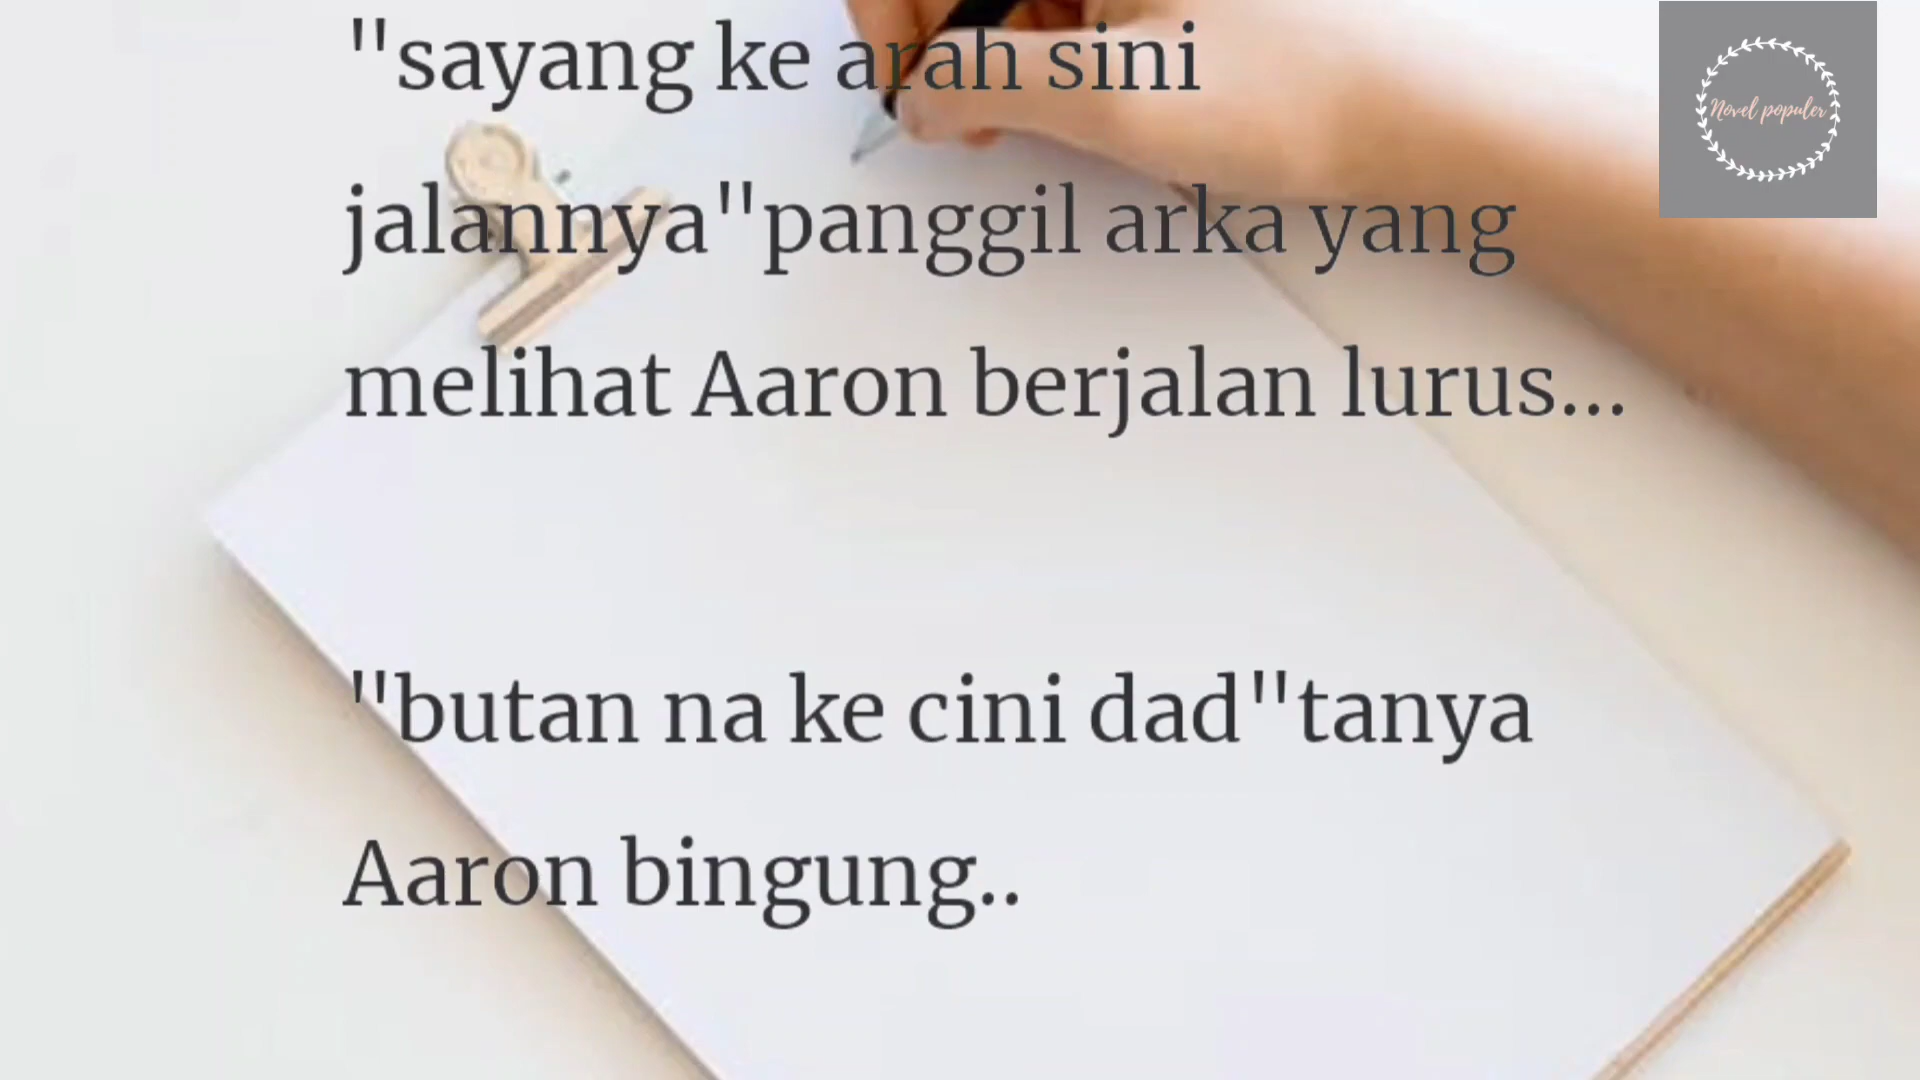 "sayang ke arah sini
jalannya"panggil arka yang
melihat Aaron berjalan lurus...
"butan na ke cini dad"tanya
Aaron bingung..
Novel populer